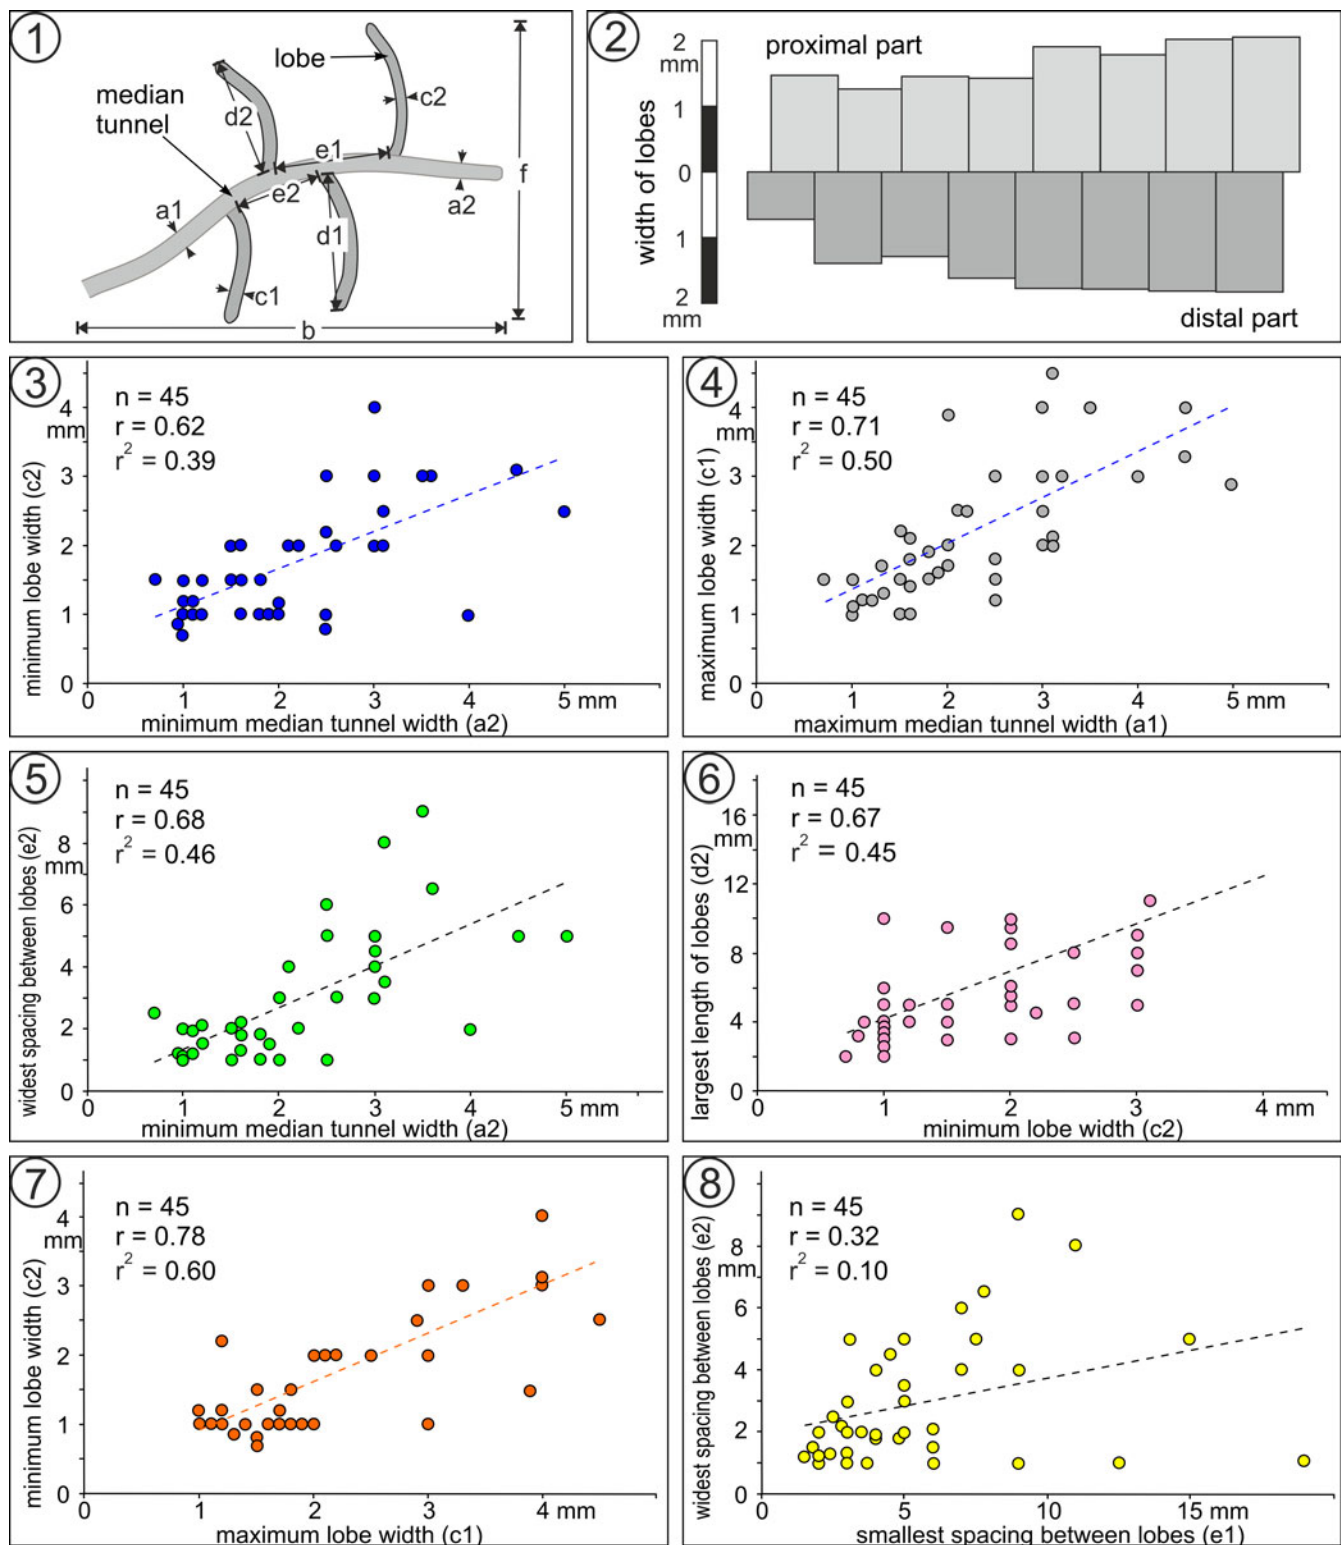 1
lobe
median
tunnel
d2
c2
e1
e2
f
a1
a2
d1
c1
b
2
proximal part
2
mm
1
0
1
2
mm
width of lobes
distal part
3
n = 45
r = 0.62
r2 = 0.39
4
mm
3
2
1
0
minimum lobe width (c2)
0 1 2 3 4 5 mm
minimum median tunnel width (a2)
4
n = 45
r = 0.71
r2 = 0.50
4
mm
3
2
1
0
maximum lobe width (c1)
0 1 2 3 4 5 mm
maximum median tunnel width (a1)
5
n = 45
r = 0.68
r2 = 0.46
8
mm
6
4
2
0
widest spacing between lobes (e2)
0 1 2 3 4 5 mm
minimum median tunnel width (a2)
6
n = 45
r = 0.67
r2 = 0.45
16
mm
12
8
4
0
largest length of lobes (d2)
0 1 2 3 4 mm
minimum lobe width (c2)
7
n = 45
r = 0.78
r2 = 0.60
4
mm
3
2
1
0
minimum lobe width (c2)
0 1 2 3 4 mm
maximum lobe width (c1)
8
n = 45
r = 0.32
r2 = 0.10
8
mm
6
4
2
0
widest spacing between lobes (e2)
0 5 10 15 mm
smallest spacing between lobes (e1)